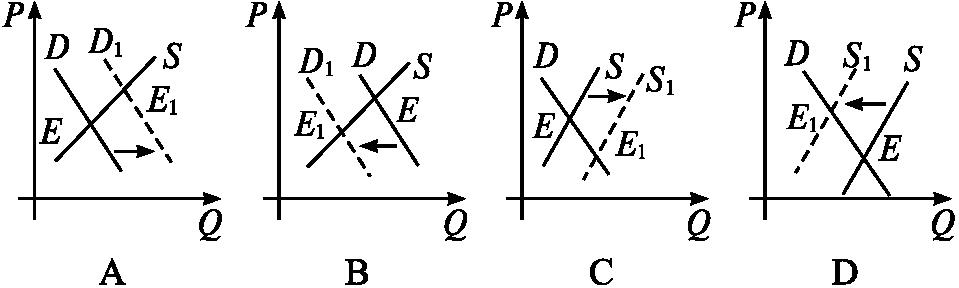 P D D₁ S E E₁ Q
P D₁ D S E₁ E Q
P D S S₁ E E₁ Q
P D S₁ S E₁ E Q
A B C D